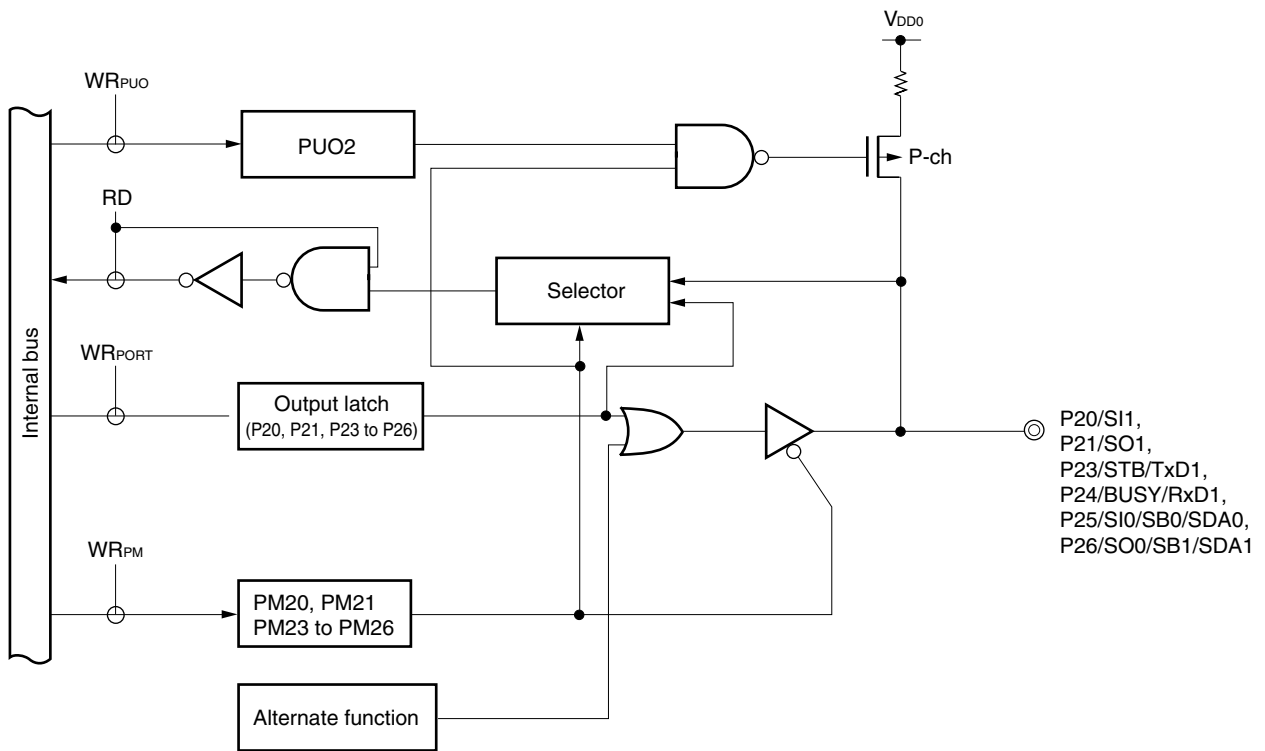 VDD0
WRPUO
PUO2
P-ch
RD
Selector
Internal bus
WRPORT
Output latch
(P20, P21, P23 to P26)
P20/SI1,
P21/SO1,
P23/STB/TxD1,
P24/BUSY/RxD1,
P25/SI0/SB0/SDA0,
P26/SO0/SB1/SDA1
WRPM
PM20, PM21
PM23 to PM26
Alternate function